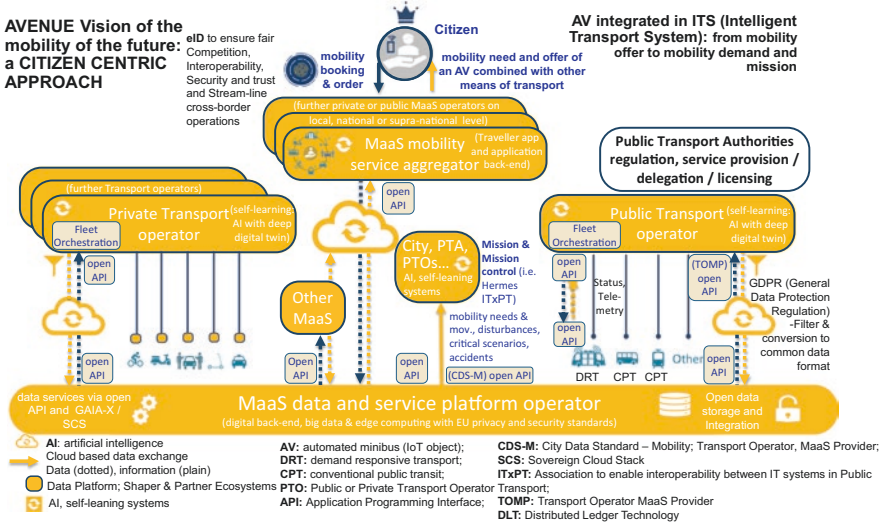 AVENUE Vision of the
mobility of the future:
a CITIZEN CENTRIC
APPROACH
eID to ensure fair
Competition,
Interoperability,
Security and trust
and Stream-line
cross-border
operations
mobility
booking
& order
Citizen
mobility need and offer of
an AV combined with other
means of transport
AV integrated in ITS (Intelligent
Transport System): from mobility
offer to mobility demand and
mission
(further private or public MaaS operators on
local, national or supra-national level)
MaaS mobility
service aggregator
(Traveller app
and application
back-end)
Public Transport Authorities
regulation, service provision /
delegation / licensing
(further Transport operators)
Private Transport
operator
(self-learning:
AI with deep
digital twin)
Fleet
Orchestration
open
API
open
API
open
API
City, PTA,
PTOs...
AI, self-leaning
systems
Mission &
Mission
control (i.e.
Hermes
ITxPT)
mobility needs &
mov., disturbances,
critical scenarios,
accidents
Other
MaaS
Open
API
open
API
(CDS-M) open API
Public Transport
operator
(self-learning:
AI with deep
digital twin)
Fleet
Orchestration
open
API
open
API
Status,
Tele-
metry
(TOMP)
open
API
GDPR (General
Data Protection
Regulation)
-Filter &
conversion to
common data
format
open
API
DRT
CPT
CPT
Other
data services via open
API and GAIA-X /
SCS
MaaS data and service platform operator
(digital back-end, big data & edge computing with EU privacy and security standards)
Open data
storage and
Integration
AI: artificial intelligence
Cloud based data exchange
Data (dotted), information (plain)
Data Platform; Shaper & Partner Ecosystems
AI, self-leaning systems
AV: automated minibus (IoT object);
DRT: demand responsive transport;
CPT: conventional public transit;
PTO: Public or Private Transport Operator
API: Application Programming Interface;
CDS-M: City Data Standard – Mobility; Transport Operator, MaaS Provider;
SCS: Sovereign Cloud Stack
ITxPT: Association to enable interoperability between IT systems in Public
Transport;
TOMP: Transport Operator MaaS Provider
DLT: Distributed Ledger Technology